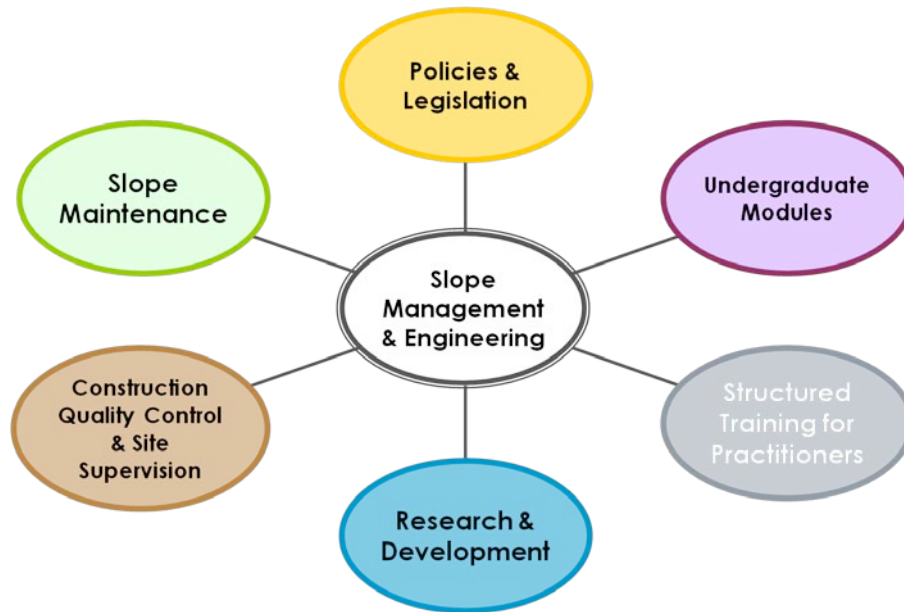 Policies &
Legislation
Slope
Maintenance
Undergraduate
Modules
Slope
Management
& Engineering
Construction
Quality Control
& Site
Supervision
Structured
Training for
Practitioners
Research &
Development